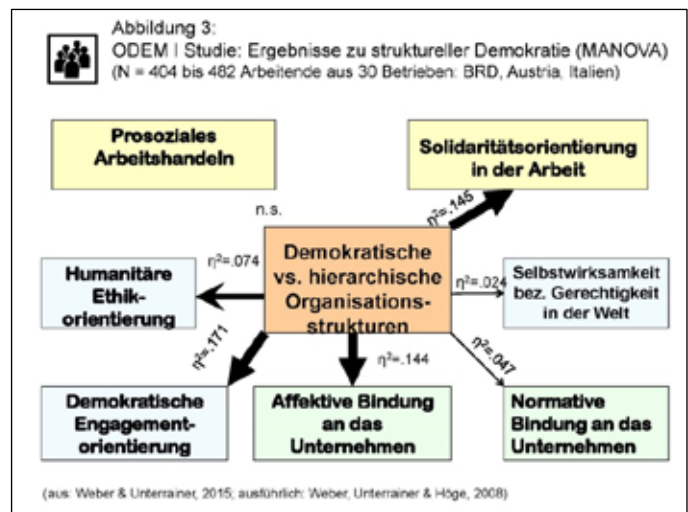 Abbildung 3:
ODEM I Studie: Ergebnisse zu struktureller Demokratie (MANOVA)
(N = 404 bis 482 Arbeitende aus 30 Betrieben: BRD, Austria, Italien)
Prosoziales
Arbeitshandeln
Solidaritätsorientierung
in der Arbeit
n.s.
η²=.145
Demokratische
vs. hierarchische
Organisations-
strukturen
η²=.074
Humanitäre
Ethik-
orientierung
η²=.024
Selbstwirksamkeit
bez. Gerechtigkeit
in der Welt
η²=.171
η²=.144
η²=.047
Demokratische
Engagement-
orientierung
Affektive Bindung
an das
Unternehmen
Normative
Bindung an das
Unternehmen
(aus: Weber & Unterrainer, 2015; ausführlich: Weber, Unterrainer & Höge, 2008)